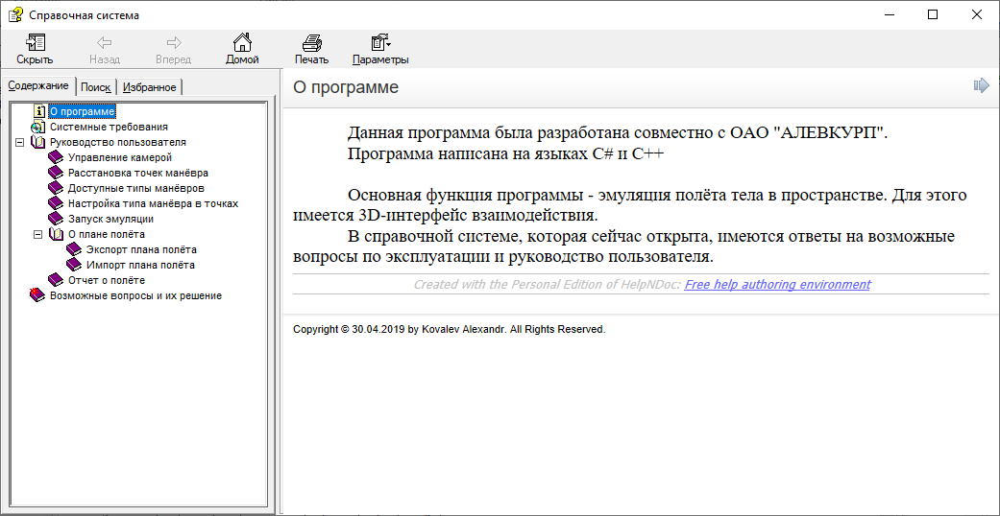 Справочная система
Скрыть
Назад
Вперед
Домой
Печать
Параметры
Содержание
Поиск
Избранное
О программе
Системные требования
Руководство пользователя
Управление камерой
Расстановка точек манёвра
Доступные типы манёвров
Настройка типа манёвра в точках
Запуск эмуляции
О плане полёта
Экспорт плана полёта
Импорт плана полёта
Отчет о полёте
Возможные вопросы и их решение
О программе
Данная программа была разработана совместно с ОАО "АЛЕВКУРП".
Программа написана на языках C# и C++
Основная функция программы - эмуляция полёта тела в пространстве. Для этого
имеется 3D-интерфейс взаимодействия.
В справочной системе, которая сейчас открыта, имеются ответы на возможные
вопросы по эксплуатации и руководство пользователя.
Created with the Personal Edition of HelpNDoc: Free help authoring environment
Copyright © 30.04.2019 by Kovalev Alexandr. All Rights Reserved.